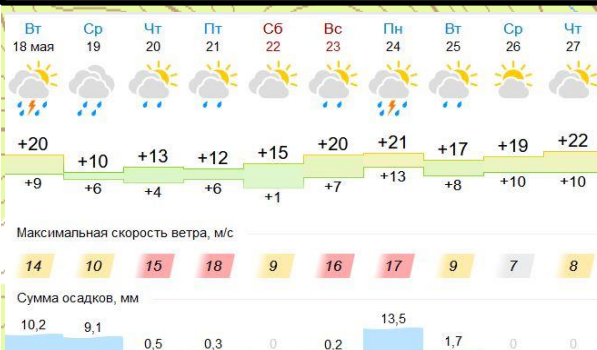 Вт Ср Чт Пт Сб Вс Пн Вт Ср Чт
18 мая 19 20 21 22 23 24 25 26 27
+20 +10 +13 +12 +15 +20 +21 +17 +19 +22
+9 +6 +4 +6 +1 +7 +13 +8 +10 +10
Максимальная скорость ветра, м/с
14 10 15 18 9 16 17 9 7 8
Сумма осадков, мм
10,2 9,1 0,5 0,3 0 0,2 13,5 1,7 0 0